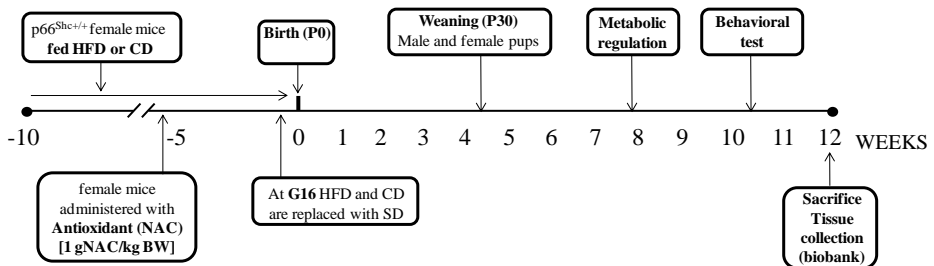 p66Shc+/+ female mice
fed HFD or CD
Birth (P0)
Weaning (P30)
Male and female pups
Metabolic
regulation
Behavioral
test
-10 -5 0 1 2 3 4 5 6 7 8 9 10 11 12 WEEKS
female mice
administered with
Antioxidant (NAC)
[1 gNAC/kg BW]
At G16 HFD and CD
are replaced with SD
Sacrifice
Tissue
collection
(biobank)